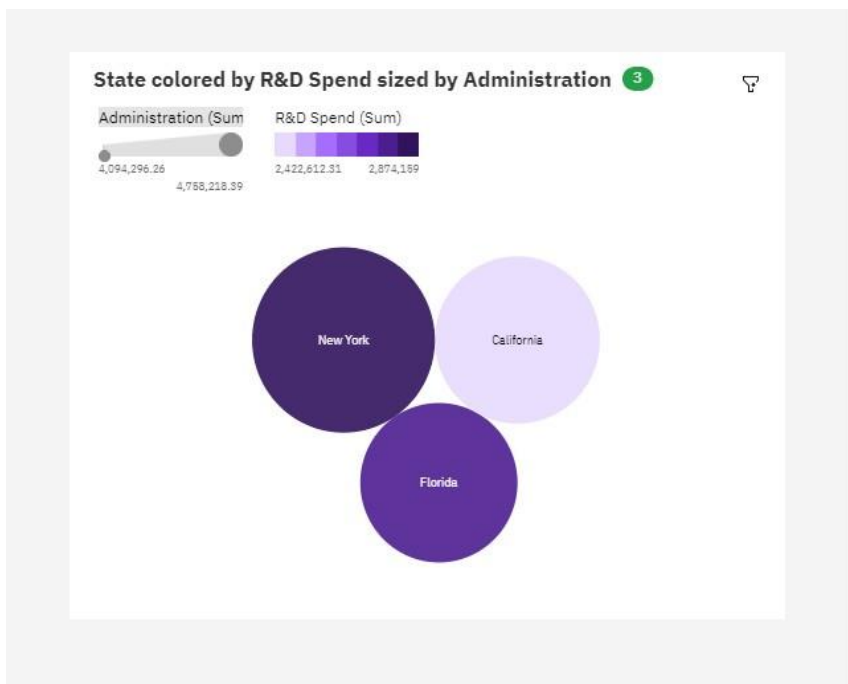 State colored by R&D Spend sized by Administration 3
Administration (Sum
R&D Spend (Sum)
4,094,296.26
4,758,218.39
2,422,612.31
2,874,159
New York
California
Florida